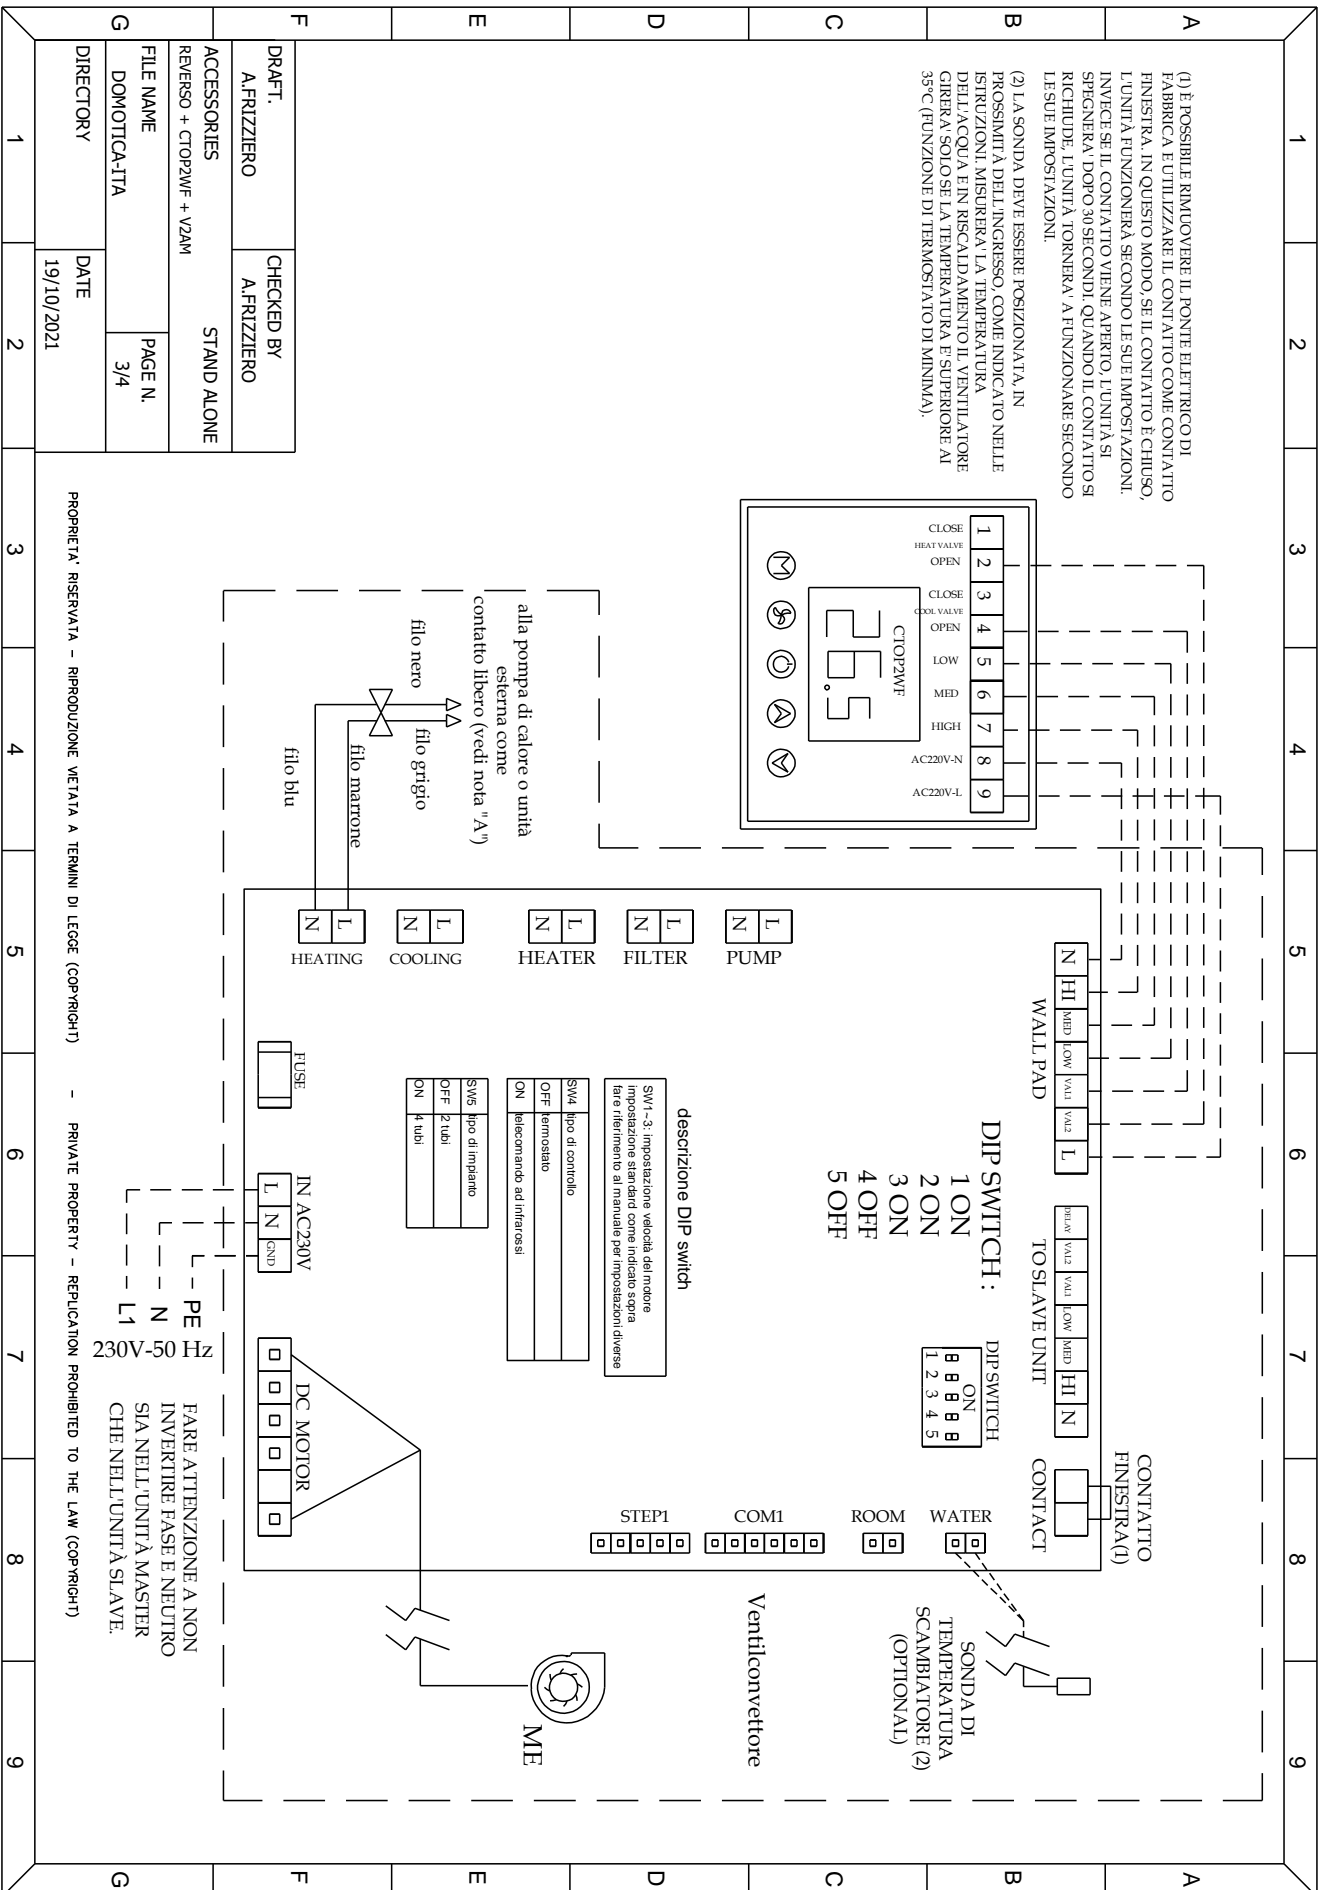 A
B
C
D
E
F
G
1
2
3
4
5
6
7
8
9
(1) È POSSIBILE RIMUOVERE IL PONTE ELETTRICO DI
FABBRICA E UTILIZZARE IL CONTATTO COME CONTATTO
FINESTRA. IN QUESTO MODO, SE IL CONTATTO È CHIUSO,
L'UNITÀ FUNZIONERÀ SECONDO LE SUE IMPOSTAZIONI.
INVECE SE IL CONTATTO VIENE APERTO, L'UNITÀ SI
SPEGNERA' DOPO 30 SECONDI. QUANDO IL CONTATTO SI
RICHIUDE, L'UNITÀ TORNERA' A FUNZIONARE SECONDO
LE SUE IMPOSTAZIONI.
(2) LA SONDA DEVE ESSERE POSIZIONATA, IN
PROSSIMITÀ DELL'INGRESSO, COME INDICATO NELLE
ISTRUZIONI. MISURERA' LA TEMPERATURA
DELL'ACQUA E IN RISCALDAMENTO IL VENTILATORE
GIRERA' SOLO SE LA TEMPERATURA E' SUPERIORE AI
35°C (FUNZIONE DI TERMOSTATO DI MINIMA).
1 2 3 4 5 6 7 8 9
CLOSE
HEAT VALVE
OPEN
CLOSE
COOL VALVE
OPEN
LOW
MED
HIGH
AC220V-N
AC220V-L
CTOP2WF
26.5
M
N HI MED LOW VAL1 VAL2 L
WALL PAD
DELAY VAL2 VAL1 LOW MED HI N
TO SLAVE UNIT
CONTATTO
FINESTRA(1)
CONTACT
DIP SWITCH :
1 ON
2 ON
3 ON
4 OFF
5 OFF
DIP SWITCH
ON
1 2 3 4 5
WATER
ROOM
COM1
STEP1
SONDA DI
TEMPERATURA
SCAMBIATORE (2)
(OPTIONAL)
Ventilconvettore
ME
L N
PUMP
L N
FILTER
L N
HEATER
L N
COOLING
L N
HEATING
descrizione DIP switch
SW1~3: impostazione velocità del motore
impostazione standard come indicato sopra
fare riferimento al manuale per impostazioni diverse
SW4 tipo di controllo
OFF termostato
ON telecomando ad infrarossi
SW5 tipo di impianto
OFF 2 tubi
ON 4 tubi
alla pompa di calore o unità
esterna come
contatto libero (vedi nota "A")
filo nero
filo grigio
filo marrone
filo blu
FUSE
IN AC230V
L N GND
DC MOTOR
PE
N
L1
230V-50 Hz
FARE ATTENZIONE A NON
INVERTIRE FASE E NEUTRO
SIA NELL'UNITÀ MASTER
CHE NELL'UNITÀ SLAVE.
DRAFT.
A.FRIZZIERO
CHECKED BY
A.FRIZZIERO
ACCESSORIES
STAND ALONE
REVERSO + CTOP2WF + V2AM
FILE NAME
DOMOTICA-ITA
PAGE N.
3/4
DIRECTORY
DATE
19/10/2021
PROPRIETA' RISERVATA - RIPRODUZIONE VIETATA A TERMINI DI LEGGE (COPYRIGHT) - PRIVATE PROPERTY - REPLICATION PROHIBITED TO THE LAW (COPYRIGHT)
1
2
3
4
5
6
7
8
9
A
B
C
D
E
F
G